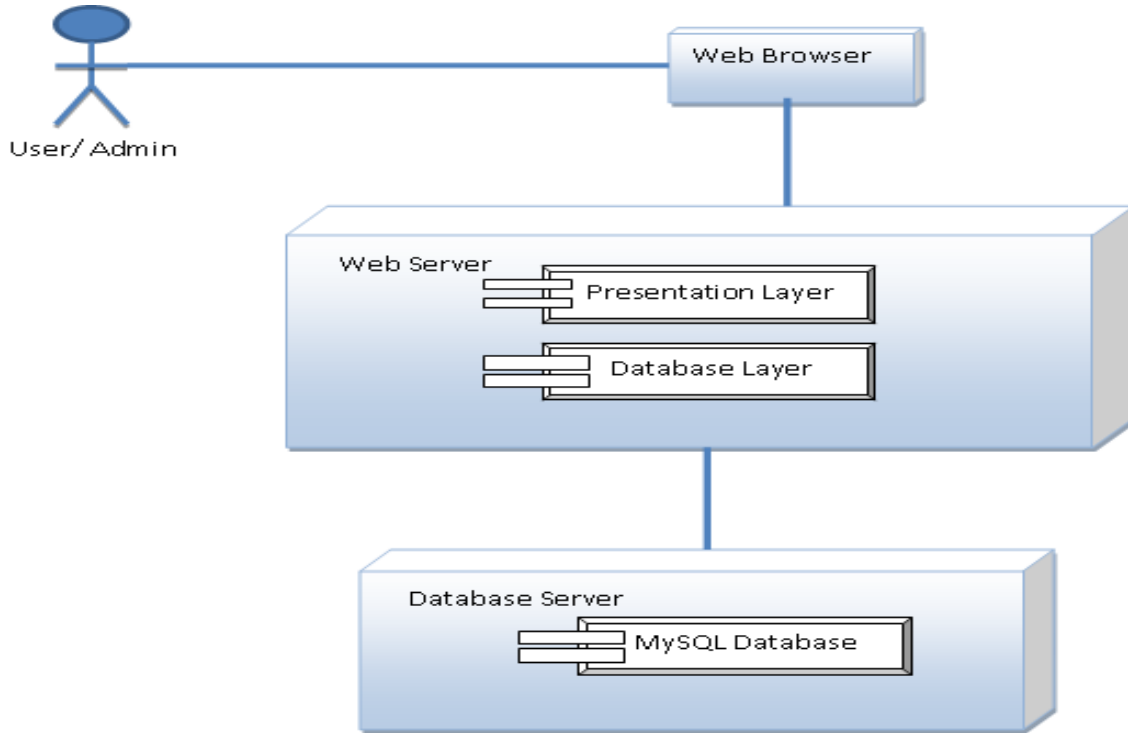 Web Browser
User/ Admin
Web Server
Presentation Layer
Database Layer
Database Server
MySQL Database